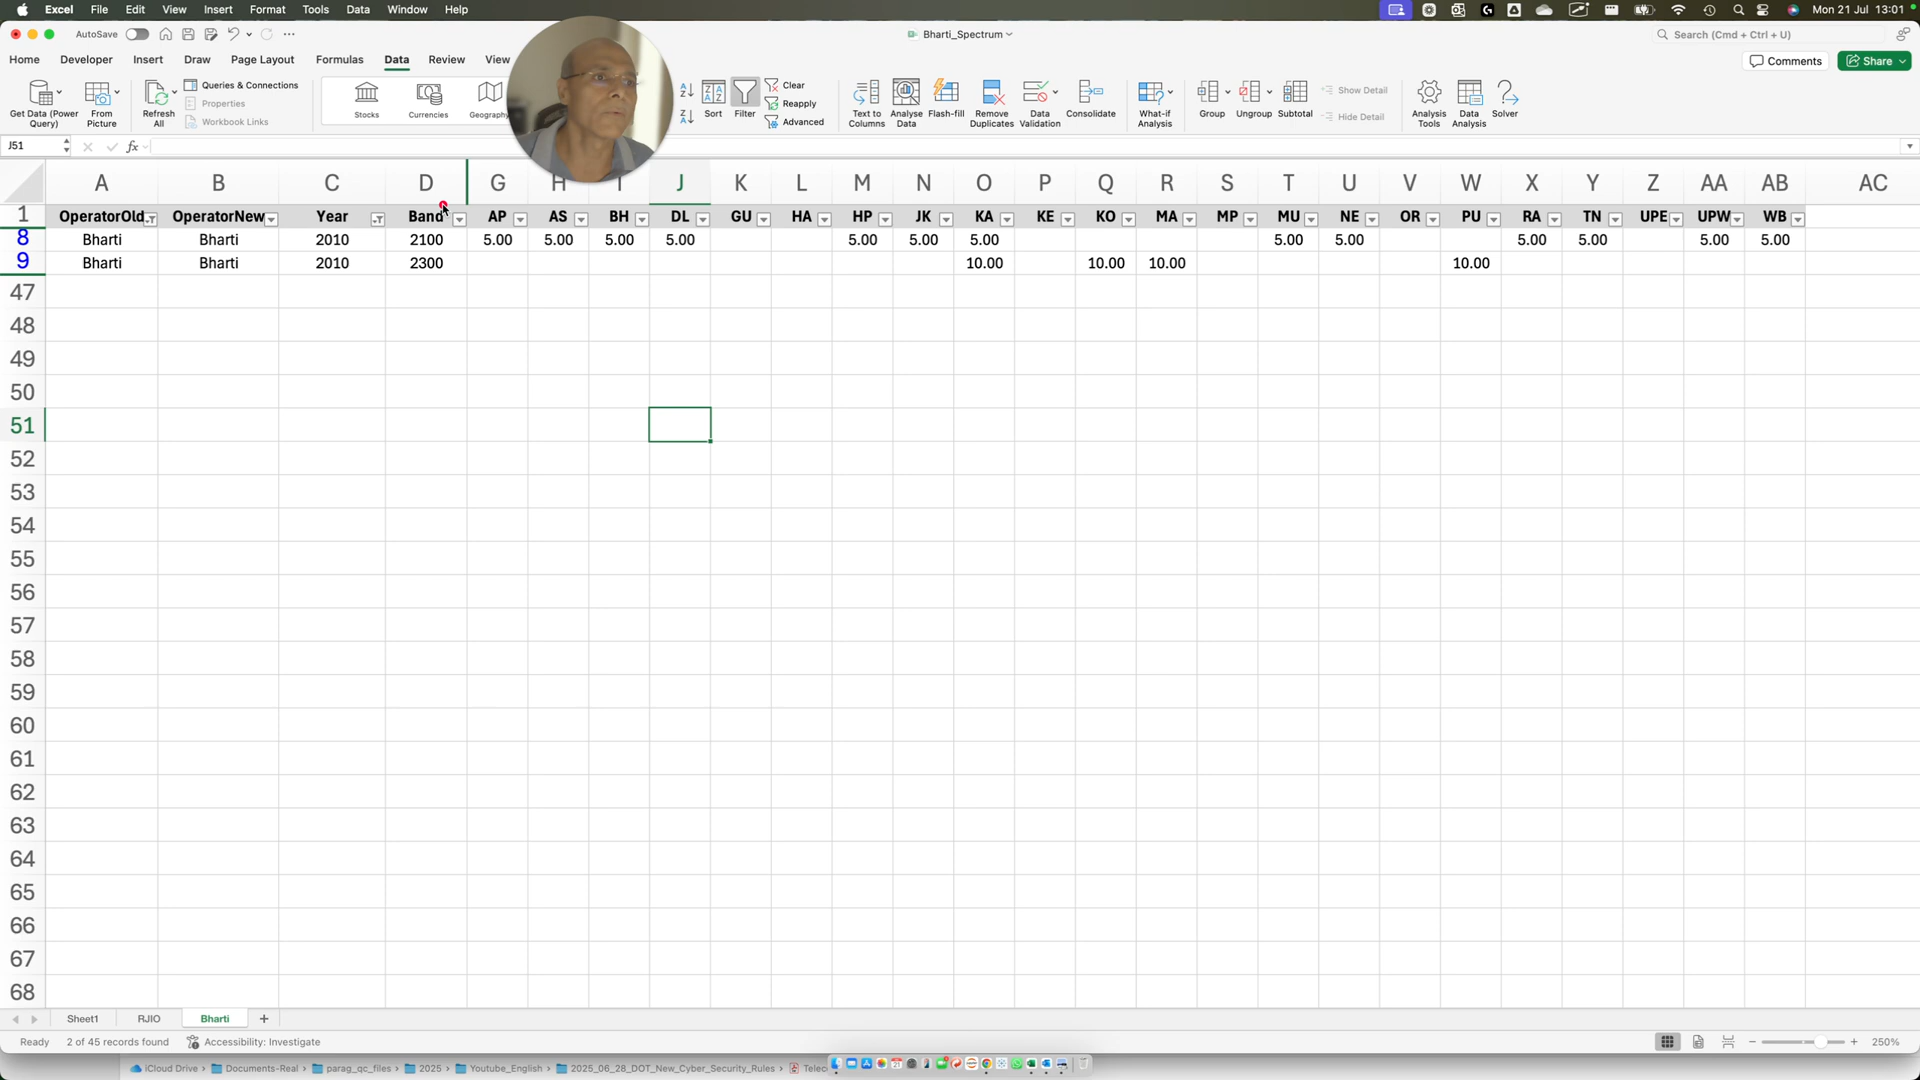 Excel File Edit View Insert Format Tools Data Window Help Mon 21 Jul 13:01
AutoSave Bharti_Spectrum Search (Cmd + Ctrl + U)
Home Developer Insert Draw Page Layout Formulas Data Review View Comments Share
Get Data (Power Query) From Picture Refresh All Queries & Connections Properties Workbook Links Stocks Currencies Geography Sort Filter Clear Reapply Advanced Text to Columns Analyse Data Flash-fill Remove Duplicates Data Validation Consolidate What-if Analysis Group Ungroup Subtotal Show Detail Hide Detail Analysis Tools Data Analysis Solver
J51 fx
A B C D G H I J K L M N O P Q R S T U V W X Y Z AA AB AC
1 OperatorOld OperatorNew Year Band AP AS BH DL GU HA HP JK KA KE KO MA MP MU NE OR PU RA TN UPE UPW WB
8 Bharti Bharti 2010 2100 5.00 5.00 5.00 5.00 5.00 5.00 5.00 5.00 5.00 5.00 5.00 5.00 5.00
9 Bharti Bharti 2010 2300 10.00 10.00 10.00 10.00
47
48
49
50
51
52
53
54
55
56
57
58
59
60
61
62
63
64
65
66
67
68
Sheet1 RJIO Bharti
Ready 2 of 45 records found Accessibility: Investigate 250%
iCloud Drive Documents-Real parag_qc_files 2025 Youtube_English 2025_06_28_DOT_New_Cyber_Security_Rules